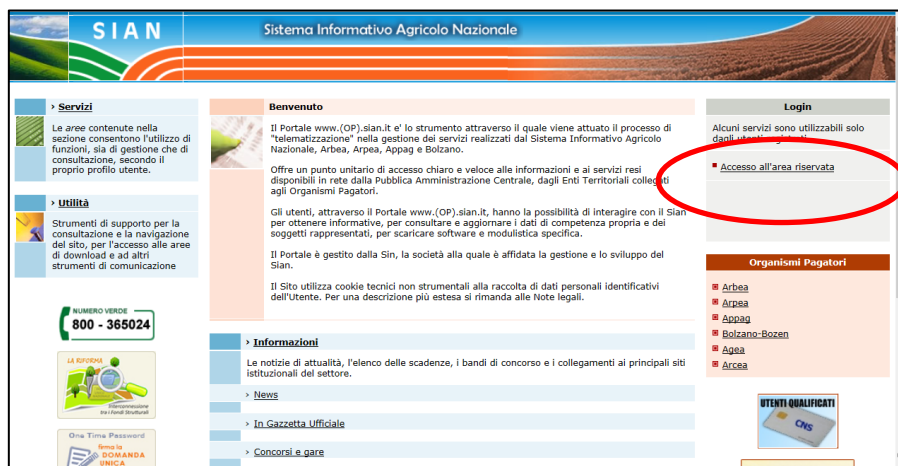 SIAN
Sistema Informativo Agricolo Nazionale
› Servizi
Le aree contenute nella
sezione consentono l'utilizzo di
funzioni, sia di gestione che di
consultazione, secondo il
proprio profilo utente.
› Utilità
Strumenti di supporto per la
consultazione e la navigazione
del sito, per l'accesso alle aree
di download e ad altri
strumenti di comunicazione
NUMERO VERDE
800 - 365024
LA RIFORMA
Interconnessione
tra i Fondi Strutturali
One Time Password
firma la
DOMANDA
UNICA
Benvenuto
Il Portale www.(OP).sian.it e' lo strumento attraverso il quale viene attuato il processo di
"telematizzazione" nella gestione dei servizi realizzati dal Sistema Informativo Agricolo
Nazionale, Arbea, Arpea, Appag e Bolzano.
Offre un punto unitario di accesso chiaro e veloce alle informazioni e ai servizi resi
disponibili in rete dalla Pubblica Amministrazione Centrale, dagli Enti Territoriali collegati
agli Organismi Pagatori.
Gli utenti, attraverso il Portale www.(OP).sian.it, hanno la possibilità di interagire con il Sian
per ottenere informative, per consultare e aggiornare i dati di competenza propria e dei
soggetti rappresentati, per scaricare software e modulistica specifica.
Il Portale è gestito dalla Sin, la società alla quale è affidata la gestione e lo sviluppo del
Sian.
Il Sito utilizza cookie tecnici non strumentali alla raccolta di dati personali identificativi
dell'Utente. Per una descrizione più estesa si rimanda alle Note legali.
› Informazioni
Le notizie di attualità, l'elenco delle scadenze, i bandi di concorso e i collegamenti ai principali siti
istituzionali del settore.
› News
› In Gazzetta Ufficiale
› Concorsi e gare
Login
Alcuni servizi sono utilizzabili solo
dagli utenti registrati
Accesso all'area riservata
Organismi Pagatori
Arbea
Arpea
Appag
Bolzano-Bozen
Agea
Arcea
UTENTI QUALIFICATI
CNS